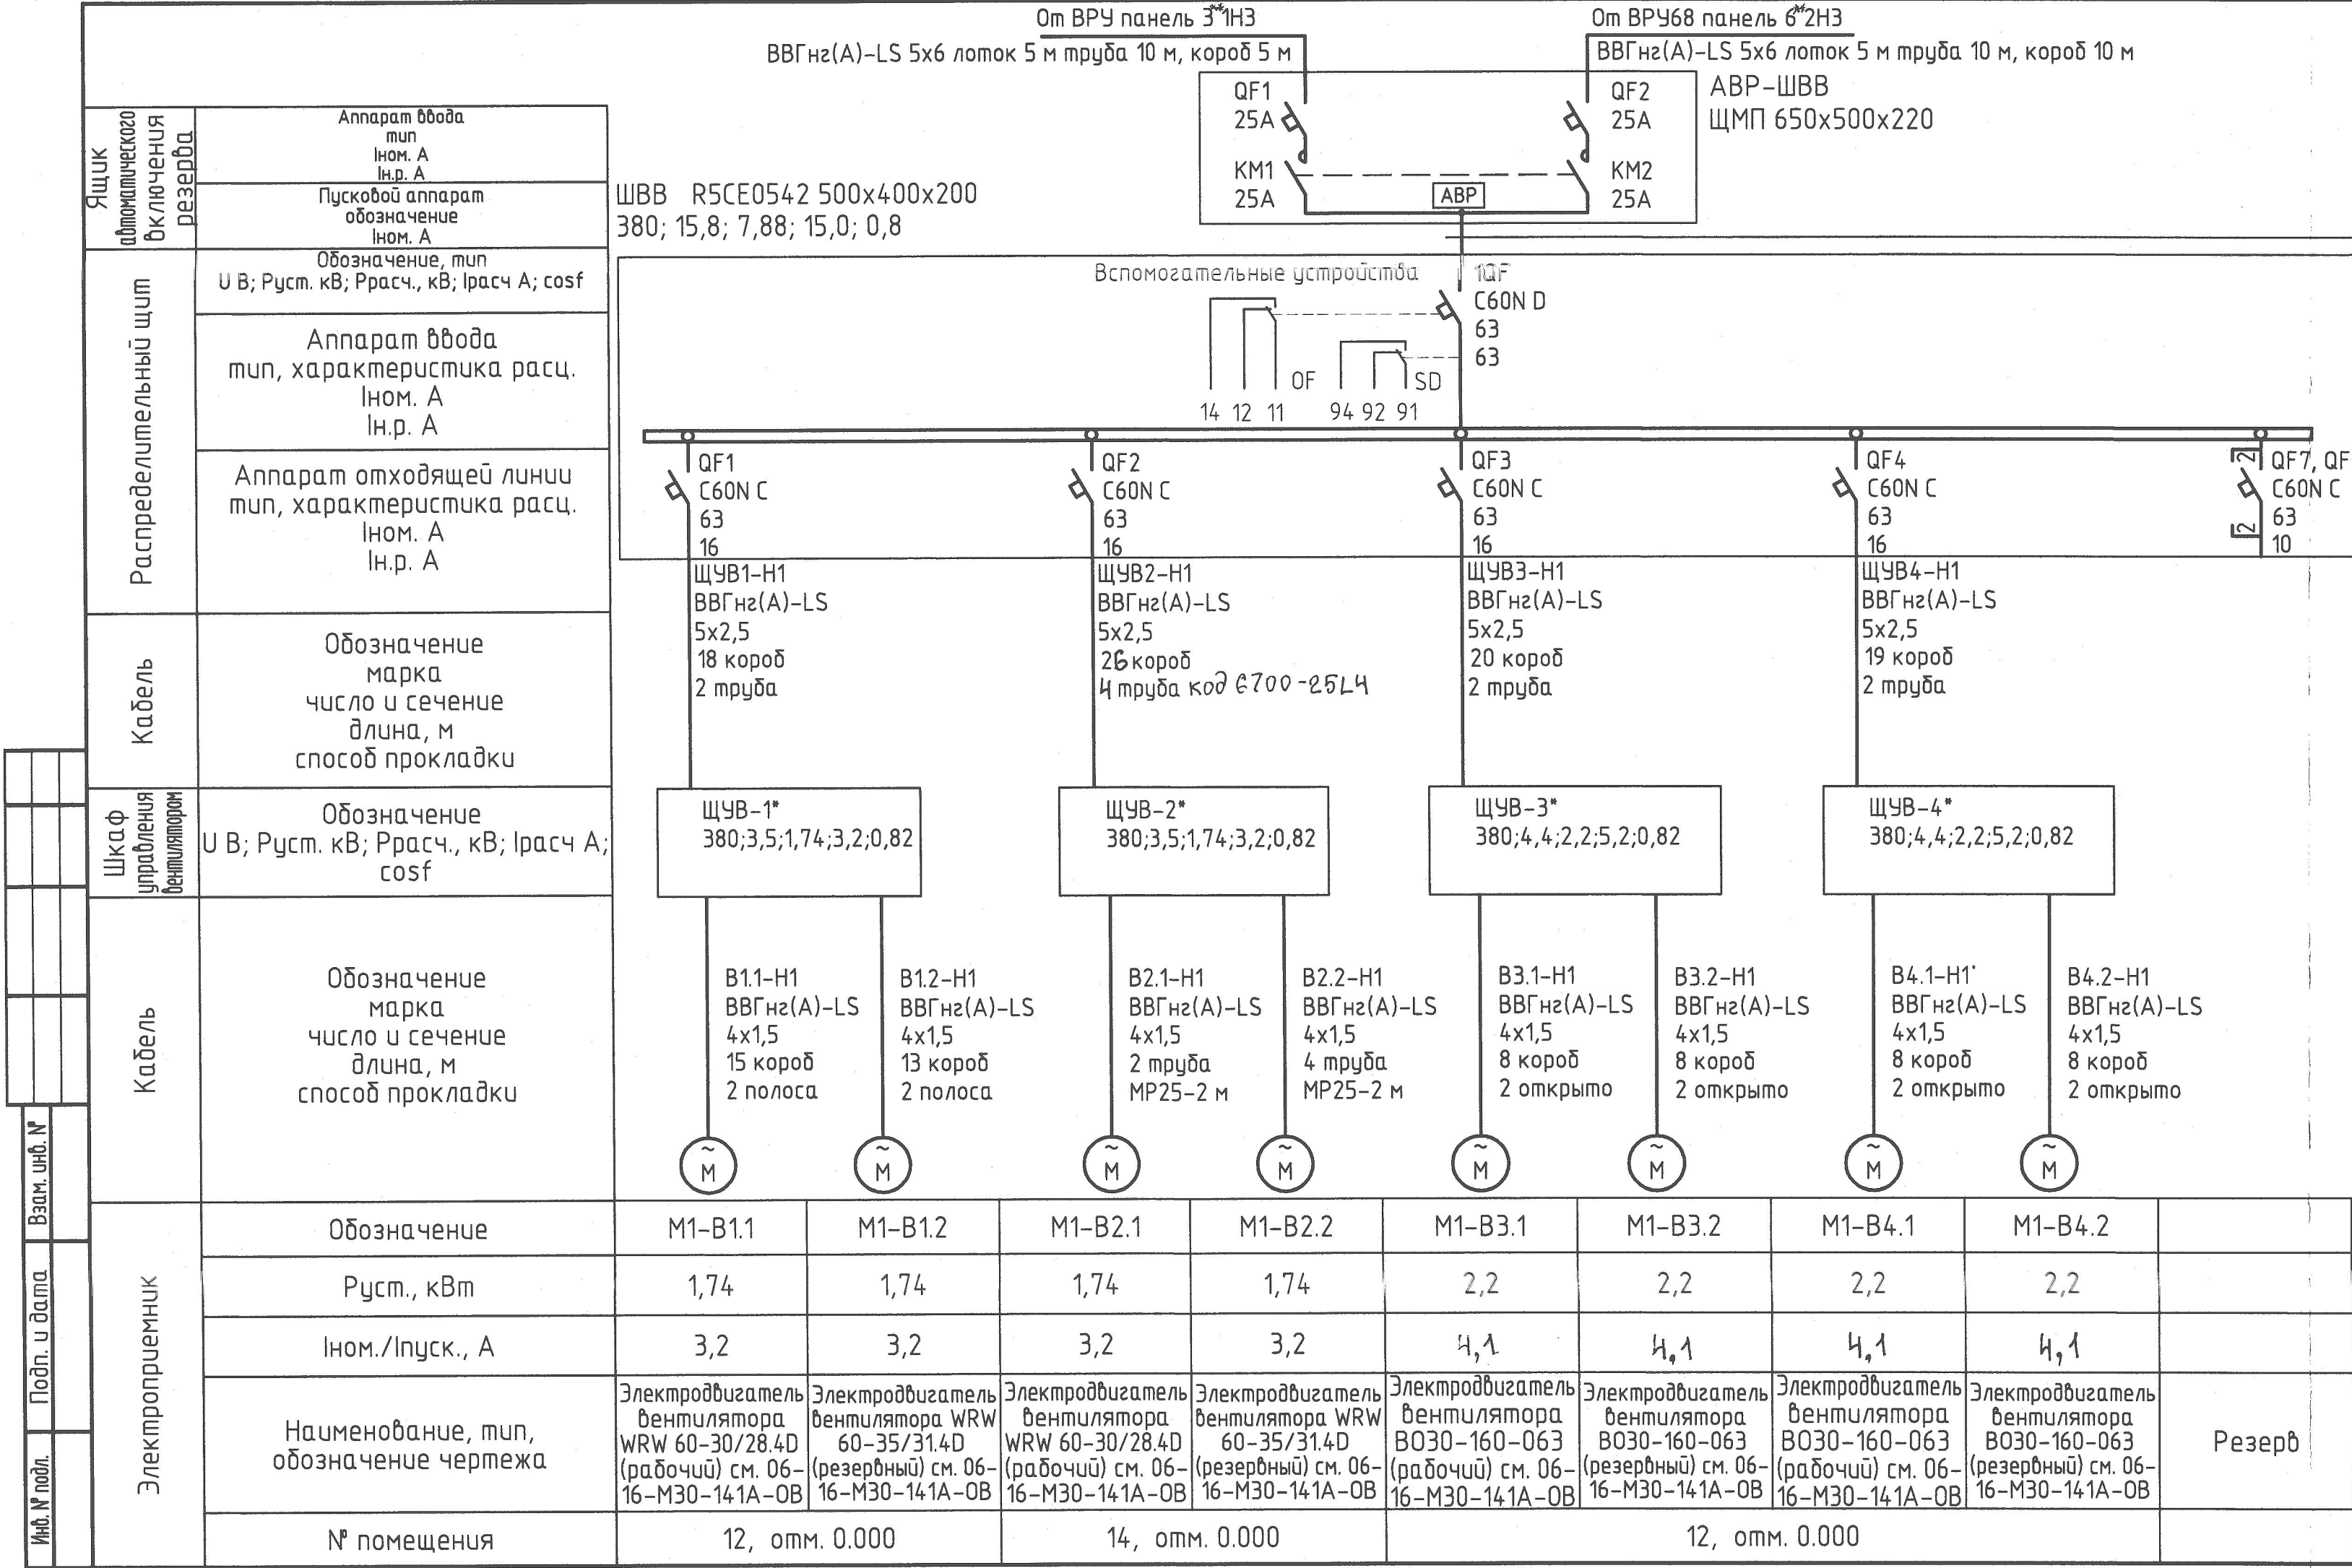 От ВРУ панель 3**1Н3
ВВГнг(А)-LS 5х6 лоток 5 м труба 10 м, короб 5 м
От ВРУ68 панель 6**2Н3
ВВГнг(А)-LS 5х6 лоток 5 м труба 10 м, короб 10 м
QF1
25А
КМ1
25А
АВР
QF2
25А
КМ2
25А
АВР-ШВВ
ЩМП 650х500х220
Ящик
автоматического
включения
резерва
Аппарат ввода
тип
Iном. А
Iн.р. А
Пусковой аппарат
обозначение
Iном. А
ШВВ R5CE0542 500х400х200
380; 15,8; 7,88; 15,0; 0,8
Распределительный щит
Обозначение, тип
U В; Руст. кВ; Ррасч., кВ; Iрасч А; cosf
Аппарат ввода
тип, характеристика расц.
Iном. А
Iн.р. А
Вспомогательные устройства
14 12 11
OF
94 92 91
SD
1QF
C60N D
63
63
Аппарат отходящей линии
тип, характеристика расц.
Iном. А
Iн.р. А
QF1
C60N C
63
16
QF2
C60N C
63
16
QF3
C60N C
63
16
QF4
C60N C
63
16
2
2
QF7, QF
C60N C
63
10
Кабель
Обозначение
марка
число и сечение
длина, м
способ прокладки
ЩУВ1-Н1
ВВГнг(А)-LS
5х2,5
18 короб
2 труба
ЩУВ2-Н1
ВВГнг(А)-LS
5х2,5
26 короб
4 труба код 6700-25L4
ЩУВ3-Н1
ВВГнг(А)-LS
5х2,5
20 короб
2 труба
ЩУВ4-Н1
ВВГнг(А)-LS
5х2,5
19 короб
2 труба
Шкаф
управления
вентилятором
Обозначение
U В; Руст. кВ; Ррасч., кВ; Iрасч А;
cosf
ЩУВ-1*
380;3,5;1,74;3,2;0,82
ЩУВ-2*
380;3,5;1,74;3,2;0,82
ЩУВ-3*
380;4,4;2,2;5,2;0,82
ЩУВ-4*
380;4,4;2,2;5,2;0,82
Кабель
Обозначение
марка
число и сечение
длина, м
способ прокладки
В1.1-Н1
ВВГнг(А)-LS
4х1,5
15 короб
2 полоса
В1.2-Н1
ВВГнг(А)-LS
4х1,5
13 короб
2 полоса
В2.1-Н1
ВВГнг(А)-LS
4х1,5
2 труба
МР25-2 м
В2.2-Н1
ВВГнг(А)-LS
4х1,5
4 труба
МР25-2 м
В3.1-Н1
ВВГнг(А)-LS
4х1,5
8 короб
2 открыто
В3.2-Н1
ВВГнг(А)-LS
4х1,5
8 короб
2 открыто
В4.1-Н1
ВВГнг(А)-LS
4х1,5
8 короб
2 открыто
В4.2-Н1
ВВГнг(А)-LS
4х1,5
8 короб
2 открыто
~ М
~ М
~ М
~ М
~ М
~ М
~ М
~ М
Электроприемник
Обозначение
М1-В1.1
М1-В1.2
М1-В2.1
М1-В2.2
М1-В3.1
М1-В3.2
М1-В4.1
М1-В4.2
Руст., кВт
1,74
1,74
1,74
1,74
2,2
2,2
2,2
2,2
Iном./Iпуск., А
3,2
3,2
3,2
3,2
4,1
4,1
4,1
4,1
Наименование, тип,
обозначение чертежа
Электродвигатель
вентилятора
WRW 60-30/28.4D
(рабочий) см. 06-
16-М30-141А-ОВ
Электродвигатель
вентилятора WRW
60-35/31.4D
(резервный) см. 06-
16-М30-141А-ОВ
Электродвигатель
вентилятора
WRW 60-30/28.4D
(рабочий) см. 06-
16-М30-141А-ОВ
Электродвигатель
вентилятора WRW
60-35/31.4D
(резервный) см. 06-
16-М30-141А-ОВ
Электродвигатель
вентилятора
ВО30-160-063
(рабочий) см. 06-
16-М30-141А-ОВ
Электродвигатель
вентилятора
ВО30-160-063
(резервный) см. 06-
16-М30-141А-ОВ
Электродвигатель
вентилятора
ВО30-160-063
(рабочий) см. 06-
16-М30-141А-ОВ
Электродвигатель
вентилятора
ВО30-160-063
(резервный) см. 06-
16-М30-141А-ОВ
Резерв
№ помещения
12, отм. 0.000
14, отм. 0.000
12, отм. 0.000
Взам. инв. №
Подп. и дата
Инв. № подл.